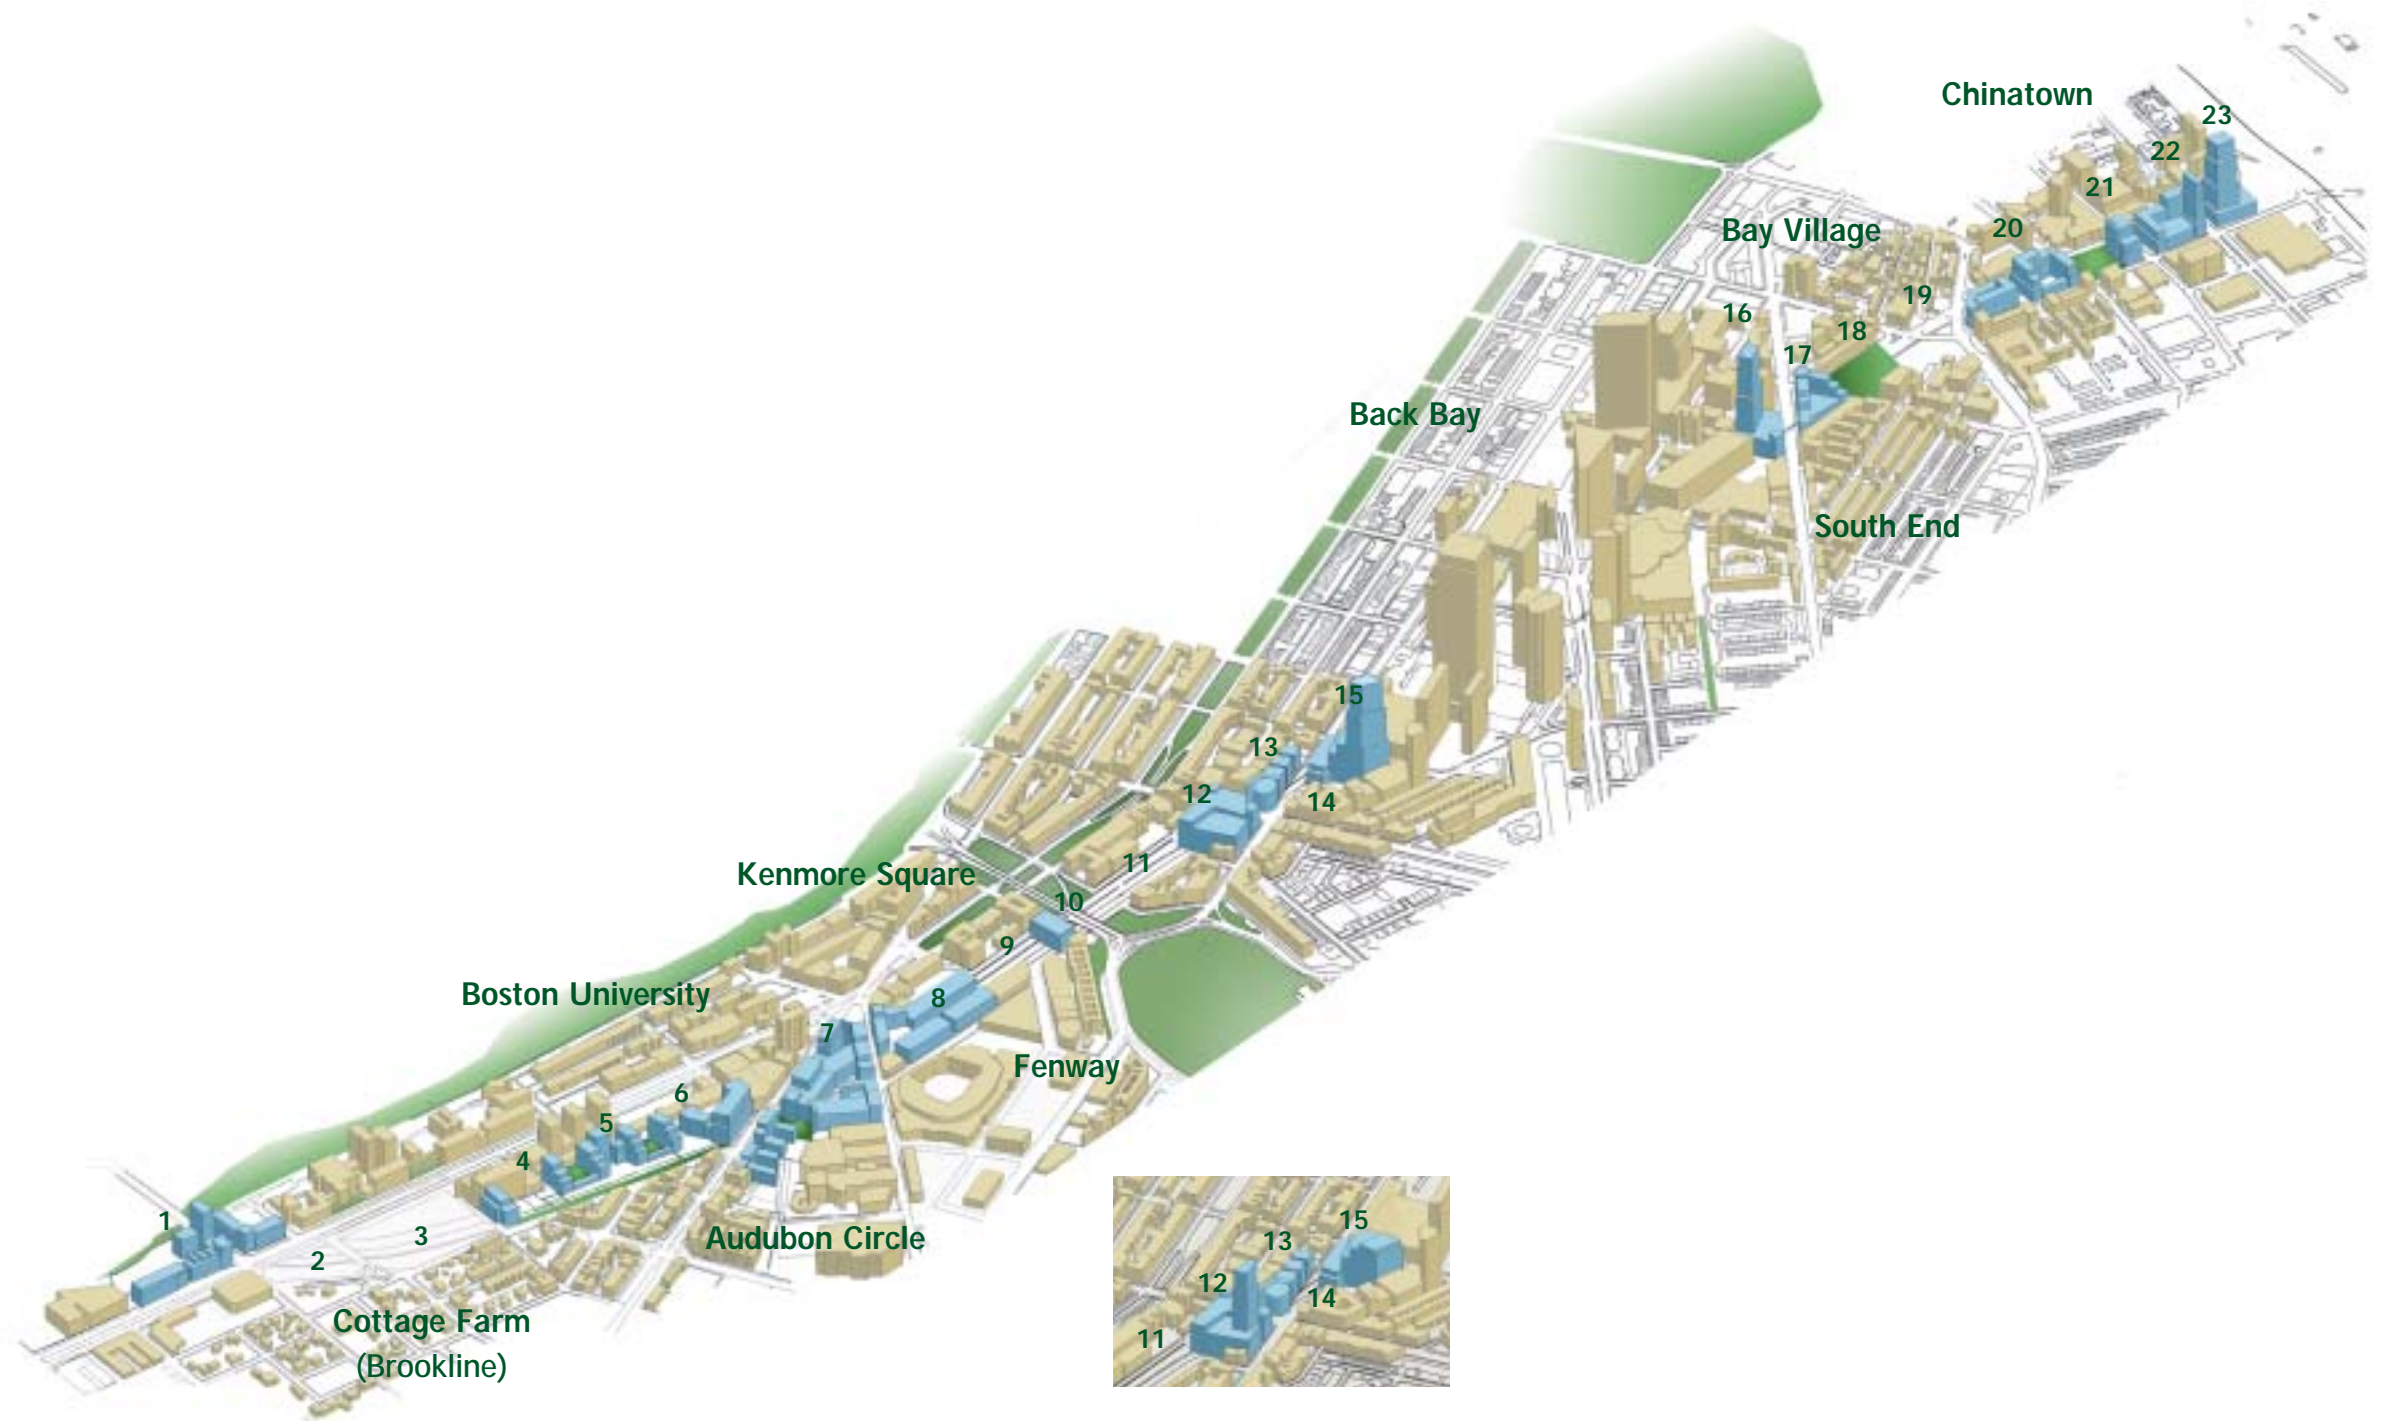 Chinatown
23
22
21
Bay Village
20
19
16
18
17
Back Bay
South End
15
13
12
14
11
Kenmore Square
10
9
Boston University
8
7
Fenway
6
5
4
1
3
2
Audubon Circle
Cottage Farm
(Brookline)
15
13
12
14
11